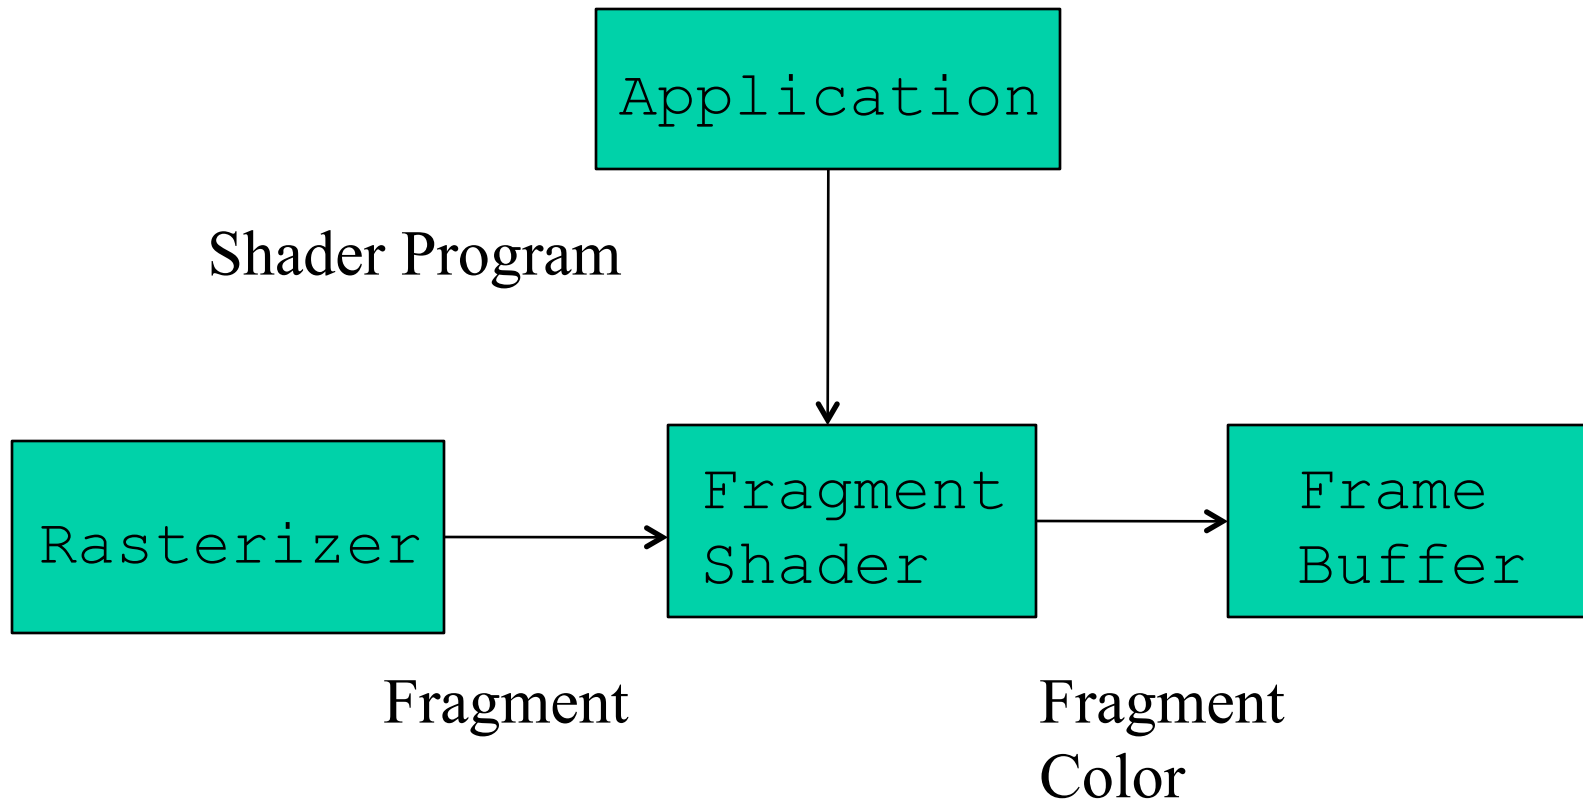 Application
Shader Program
Rasterizer
Fragment
Shader
Frame
Buffer
Fragment
Fragment
Color